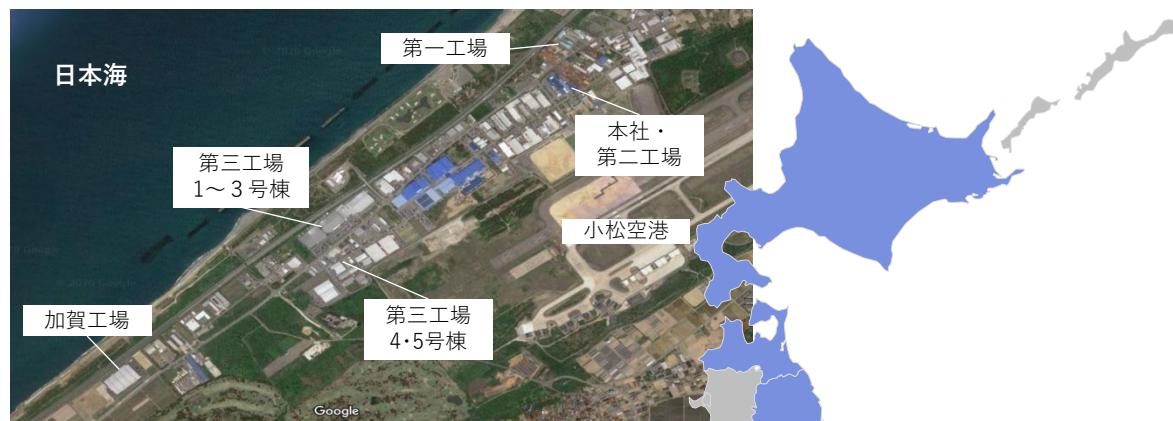 第一工場
日本海
本社・
第二工場
第三工場
1～３号棟
小松空港
加賀工場
第三工場
4･5号棟
Google